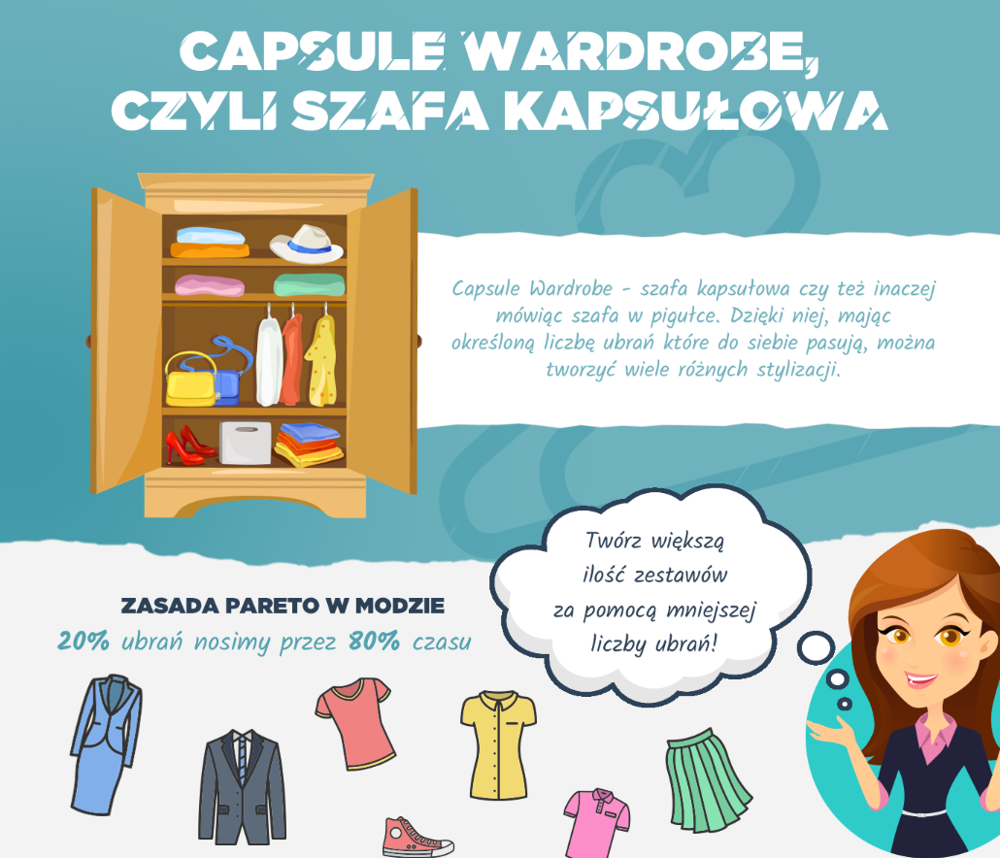 CAPSULE WARDROBE,
CZYLI SZAFA KAPSUŁOWA
Capsule Wardrobe - szafa kapsułowa czy też inaczej
mówiąc szafa w pigułce. Dzięki niej, mając
określoną liczbę ubrań które do siebie pasują, można
tworzyć wiele różnych stylizacji.
Twórz większą
ilość zestawów
za pomocą mniejszej
liczby ubrań!
ZASADA PARETO W MODZIE
20% ubrań nosimy przez 80% czasu